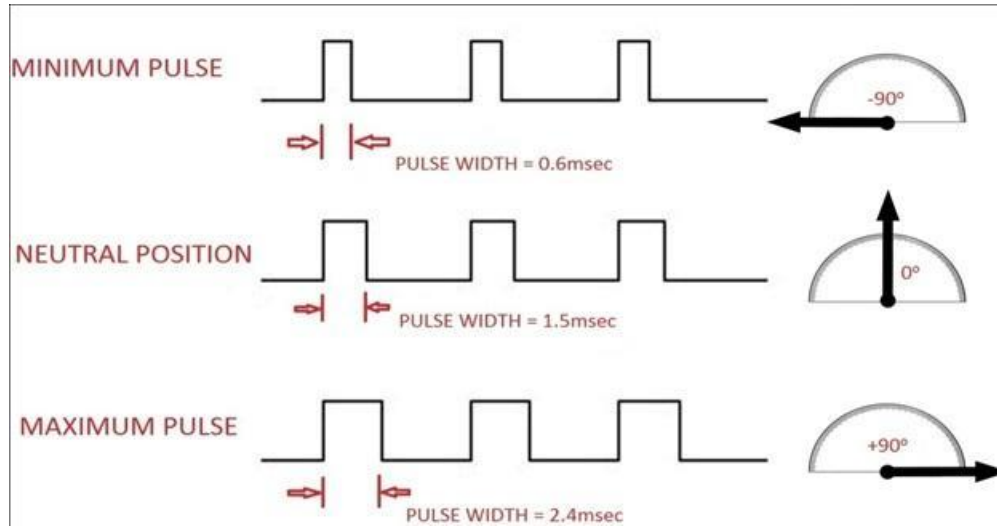 MINIMUM PULSE
-90°
PULSE WIDTH = 0.6msec
NEUTRAL POSITION
0°
PULSE WIDTH = 1.5msec
MAXIMUM PULSE
+90°
PULSE WIDTH = 2.4msec